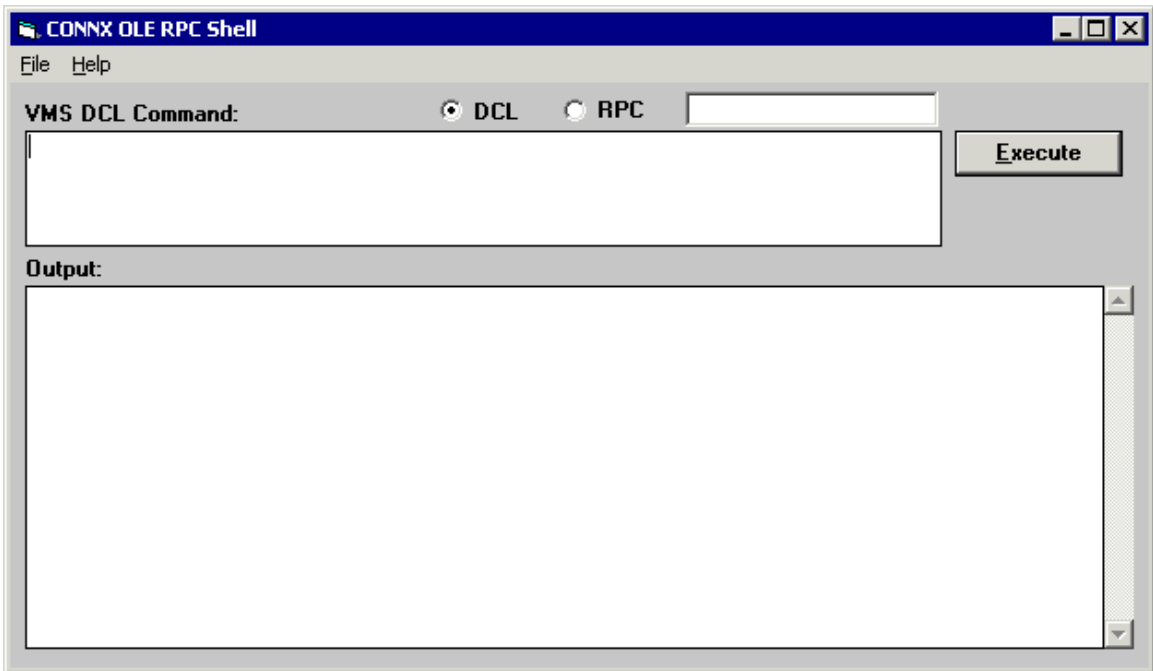 CONNX OLE RPC Shell
File Help
VMS DCL Command: DCL RPC
Execute
Output: